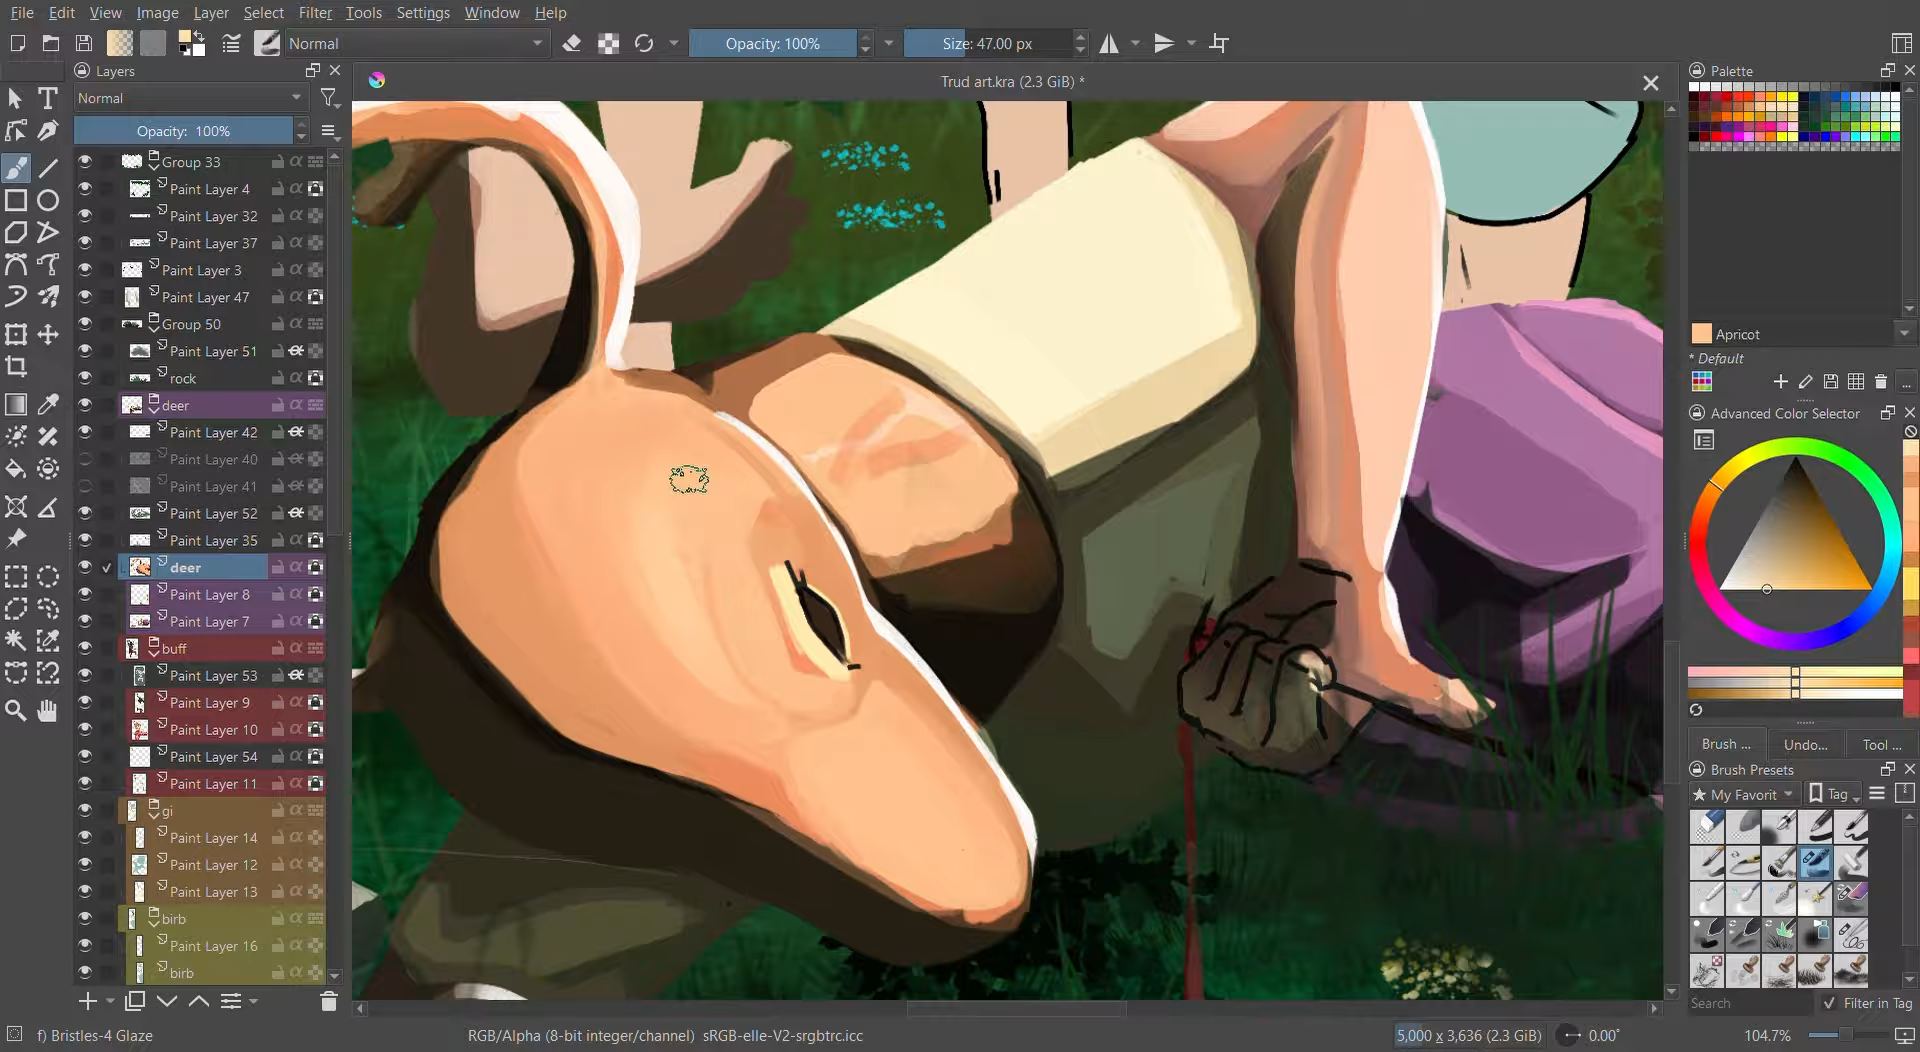 File Edit View Image Layer Select Filter Tools Settings Window Help
Normal
Opacity: 100%
Size: 47.00 px
Layers
Trud art.kra (2.3 GiB) *
Palette
Normal
Opacity: 100%
Group 33
Paint Layer 4
Paint Layer 32
Paint Layer 37
Paint Layer 3
Paint Layer 47
Group 50
Paint Layer 51
rock
deer
Paint Layer 42
Paint Layer 40
Paint Layer 41
Paint Layer 52
Paint Layer 35
deer
Paint Layer 8
Paint Layer 7
buff
Paint Layer 53
Paint Layer 9
Paint Layer 10
Paint Layer 54
Paint Layer 11
gi
Paint Layer 14
Paint Layer 12
Paint Layer 13
birb
Paint Layer 16
birb
Apricot
* Default
...
Advanced Color Selector
Brush ... Undo... Tool ...
Brush Presets
My Favorit
Tag
Search
Filter in Tag
f) Bristles-4 Glaze
RGB/Alpha (8-bit integer/channel) sRGB-elle-V2-srgbtrc.icc
5,000 x 3,636 (2.3 GiB)
0.00°
104.7%